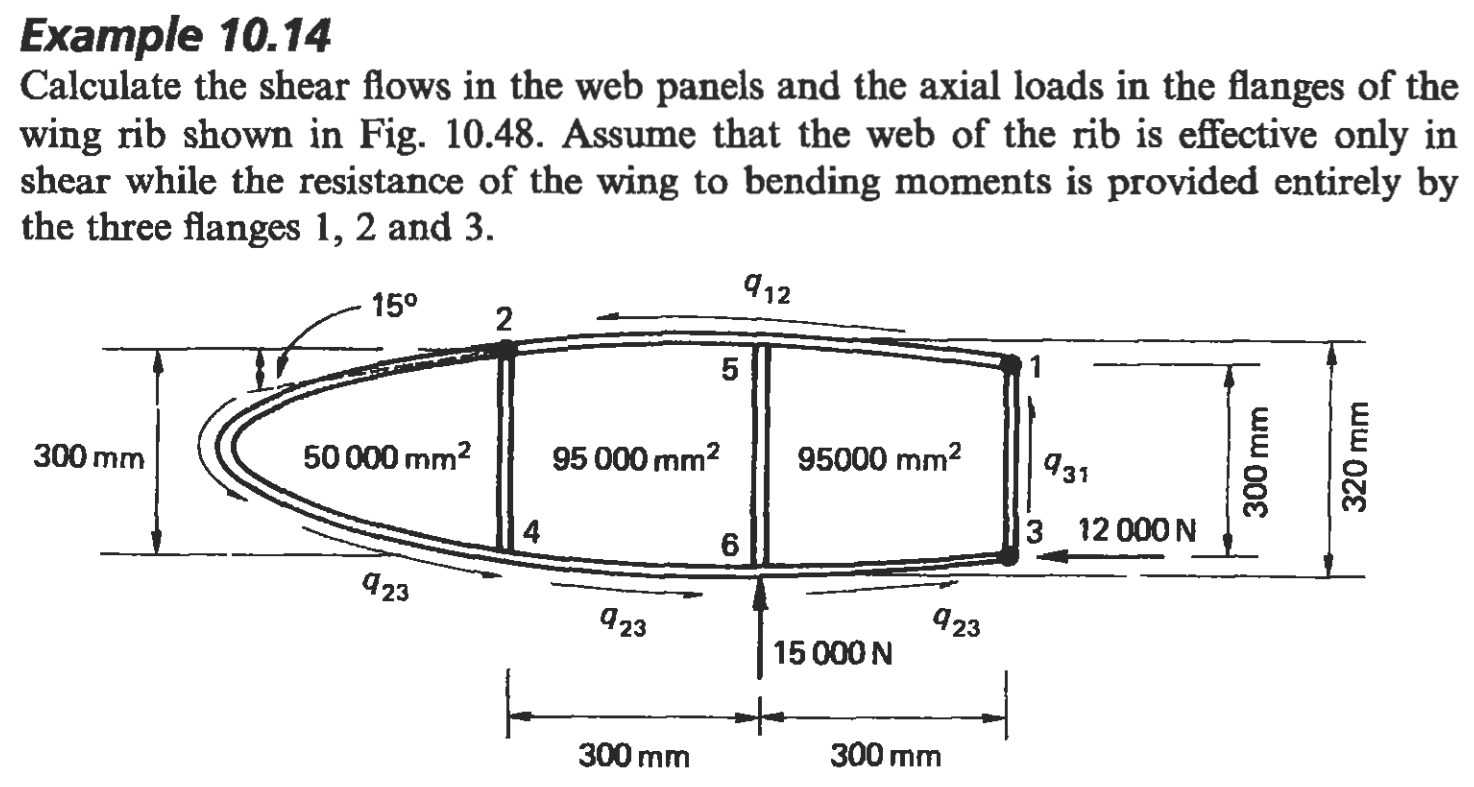 Example 10.14
Calculate the shear flows in the web panels and the axial loads in the flanges of the
wing rib shown in Fig. 10.48. Assume that the web of the rib is effective only in
shear while the resistance of the wing to bending moments is provided entirely by
the three flanges 1, 2 and 3.
15º
q12
2
5
1
300 mm
50 000 mm²
95 000 mm²
95000 mm²
q31
300 mm
320 mm
4
6
3
12 000 N
q23
q23
q23
15 000 N
300 mm
300 mm